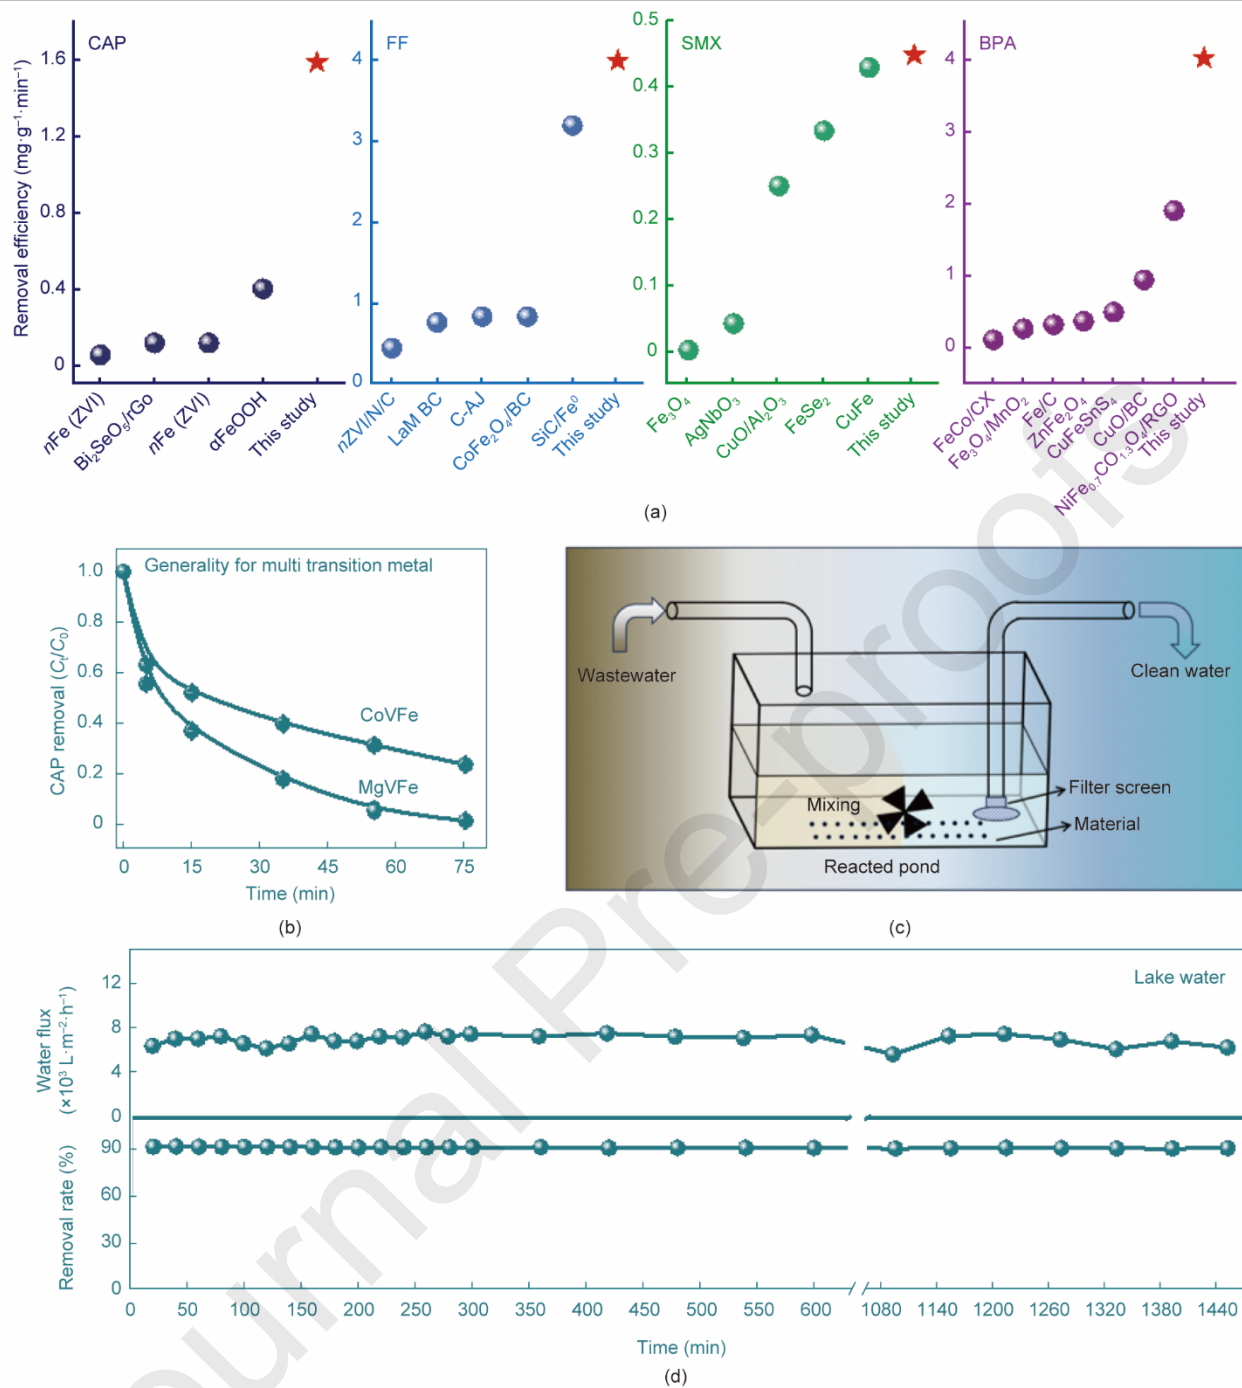 CAP
FF
SMX
BPA
Removal efficiency (mg·g⁻¹·min⁻¹)
1.6
1.2
0.8
0.4
0
4
3
2
1
0
0.5
0.4
0.3
0.2
0.1
0
4
3
2
1
0
nFe (ZVI)
Bi₂SeO₅/rGo
nFe (ZVI)
αFeOOH
This study
nZVI/N/C
LaM BC
C-AJ
CoFe₂O₄/BC
SiC/Fe⁰
This study
Fe₃O₄
AgNbO₃
CuO/Al₂O₃
FeSe₂
CuFe
This study
FeCo/CX
Fe₃O₄/MnO₂
Fe/C
ZnFe₂O₄
CuFeSnS₄
CuO/BC
NiFe₀.₇CO₁.₃O₄/RGO
This study
(a)
Generality for multi transition metal
CAP removal (Cₜ/C₀)
1.0
0.8
0.6
0.4
0.2
0
CoVFe
MgVFe
0 15 30 45 60 75
Time (min)
(b)
Wastewater
Clean water
Mixing
Filter screen
Material
Reacted pond
(c)
Lake water
Water flux
(×10³ L·m⁻²·h⁻¹)
12
8
4
0
Removal rate (%)
90
60
30
0
0 50 100 150 200 250 300 350 400 450 500 550 600 1080 1140 1200 1260 1320 1380 1440
Time (min)
(d)
Journal Pre-proofs